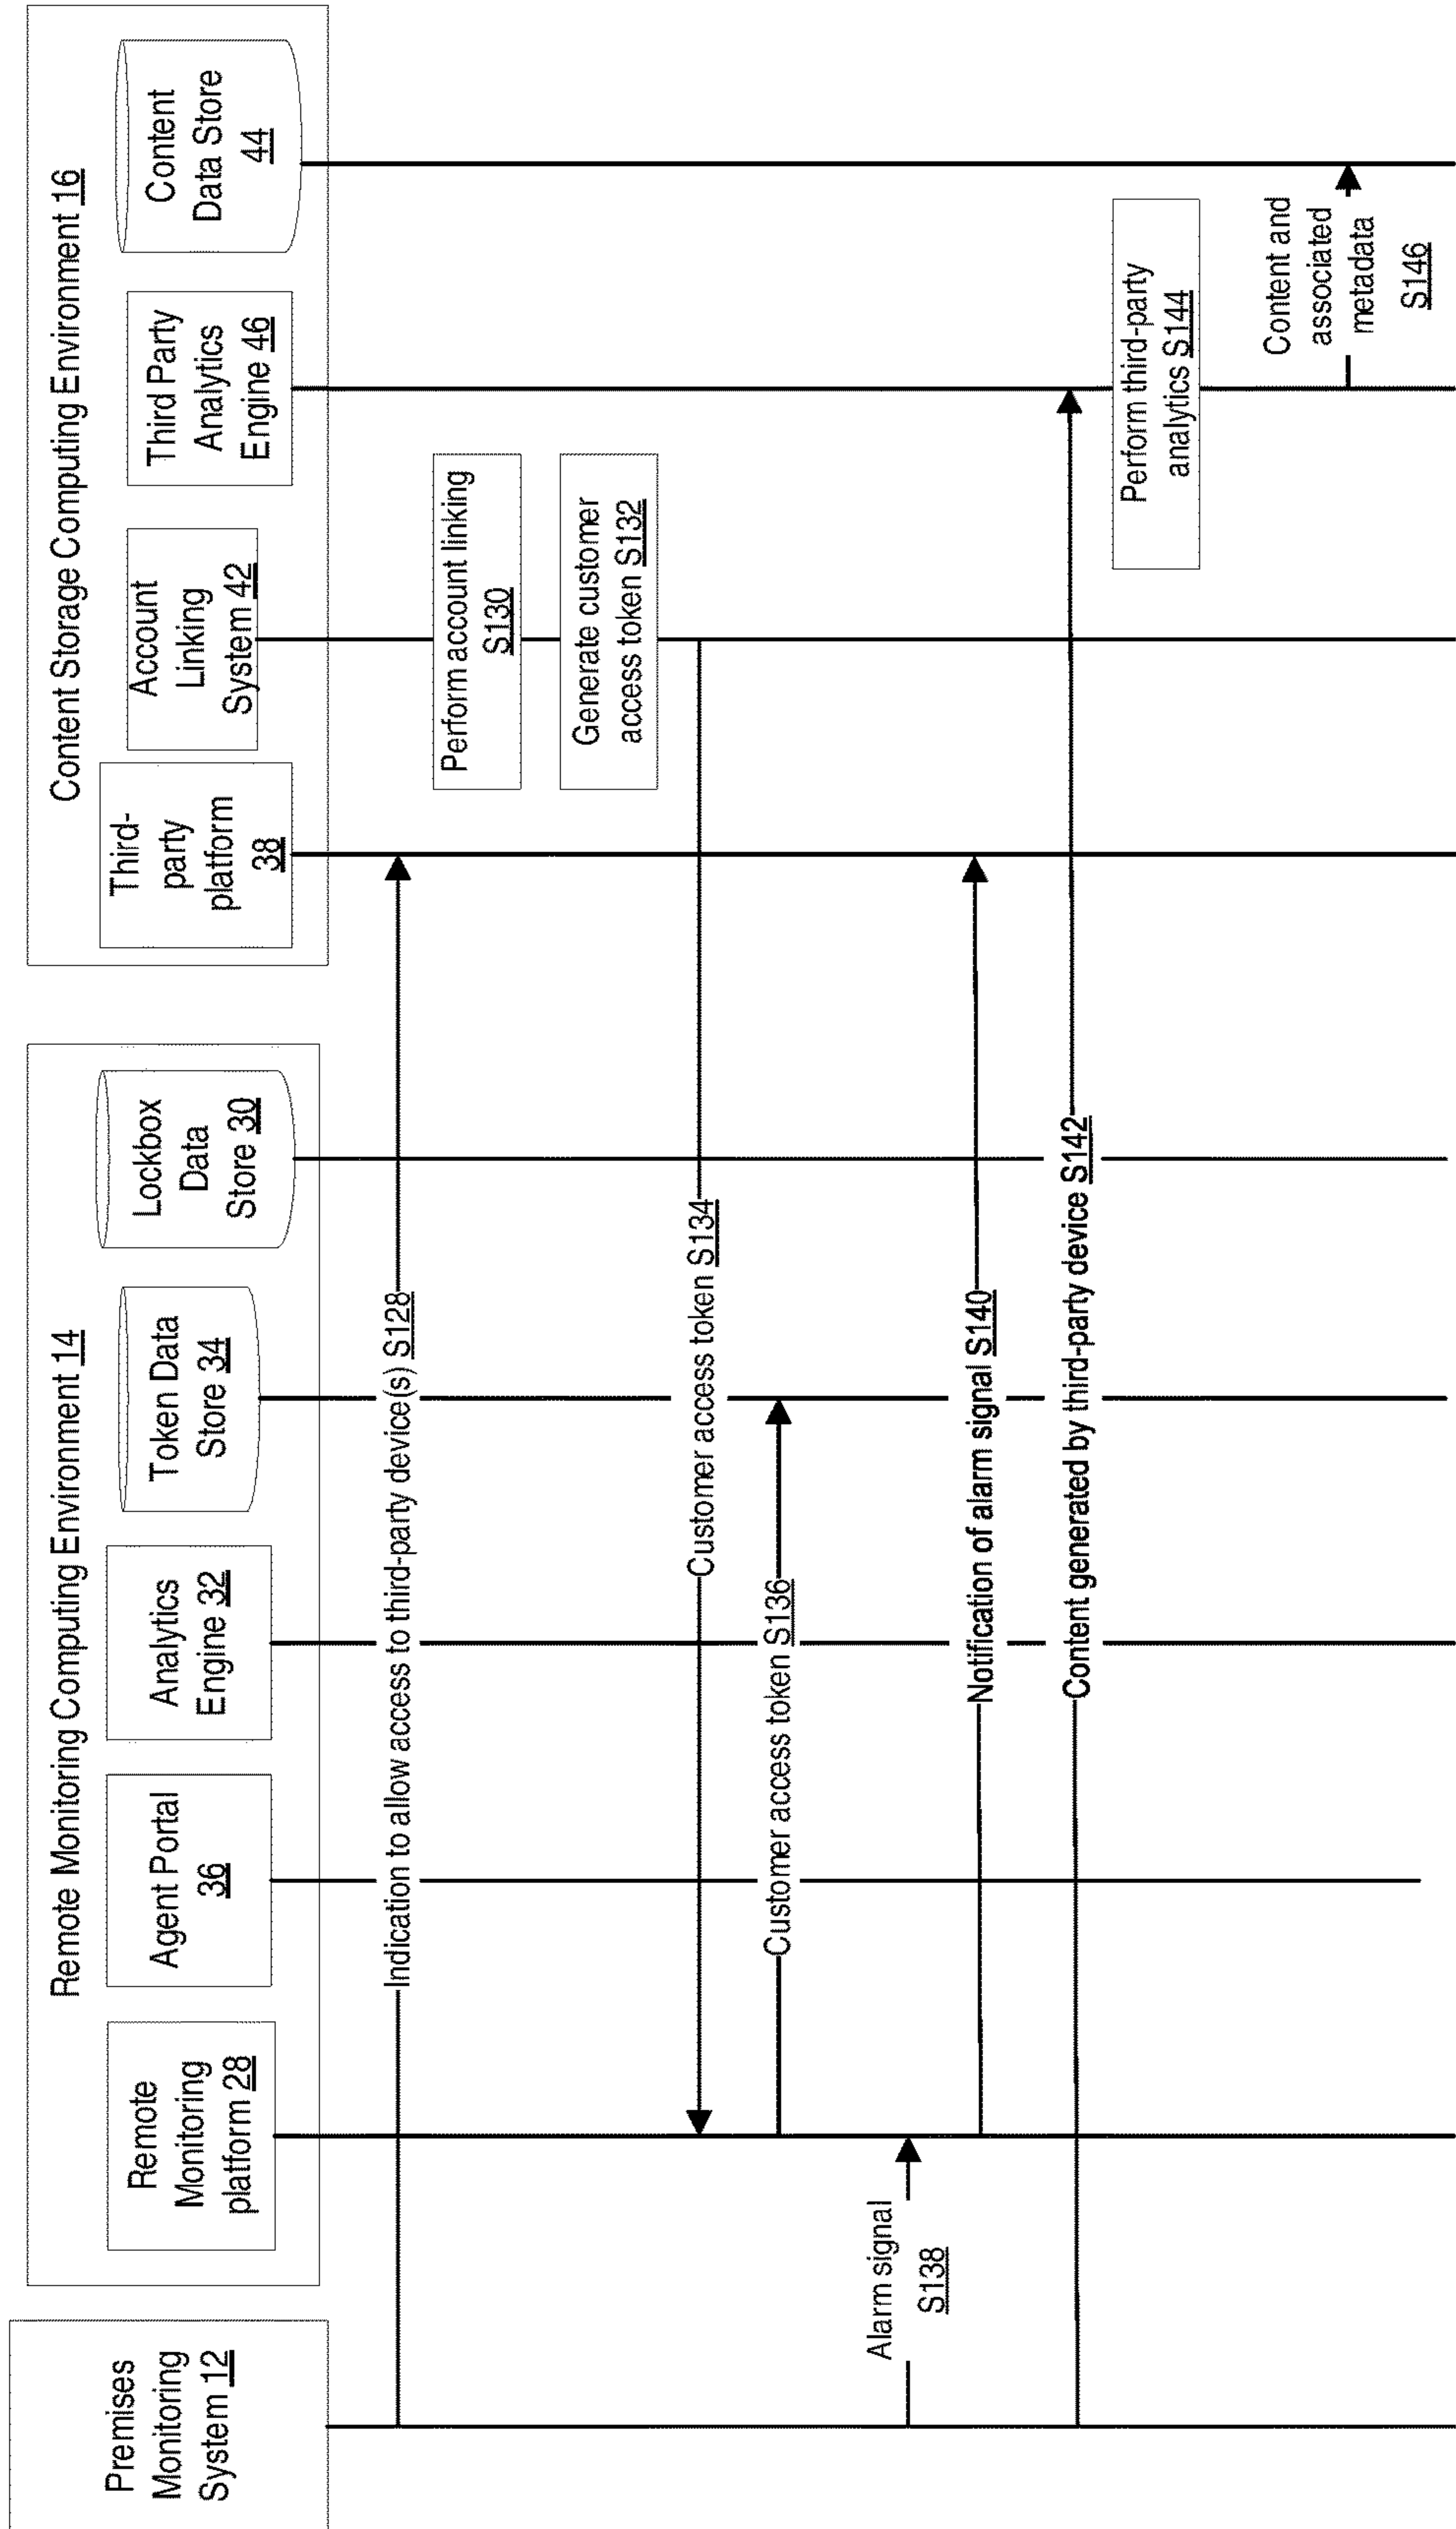 Premises
Monitoring
System 12
Remote Monitoring Computing Environment 14
Remote
Monitoring
platform 28
Agent Portal
36
Analytics
Engine 32
Token Data
Store 34
Lockbox
Data
Store 30
Content Storage Computing Environment 16
Third-
party
platform
38
Account
Linking
System 42
Third Party
Analytics
Engine 46
Content
Data Store
44
Indication to allow access to third-party device(s) S128
Perform account linking
S130
Generate customer
access token S132
Customer access token S134
Customer access token S136
Alarm signal
S138
Notification of alarm signal S140
Content generated by third-party device S142
Perform third-party
analytics S144
Content and
associated
metadata
S146